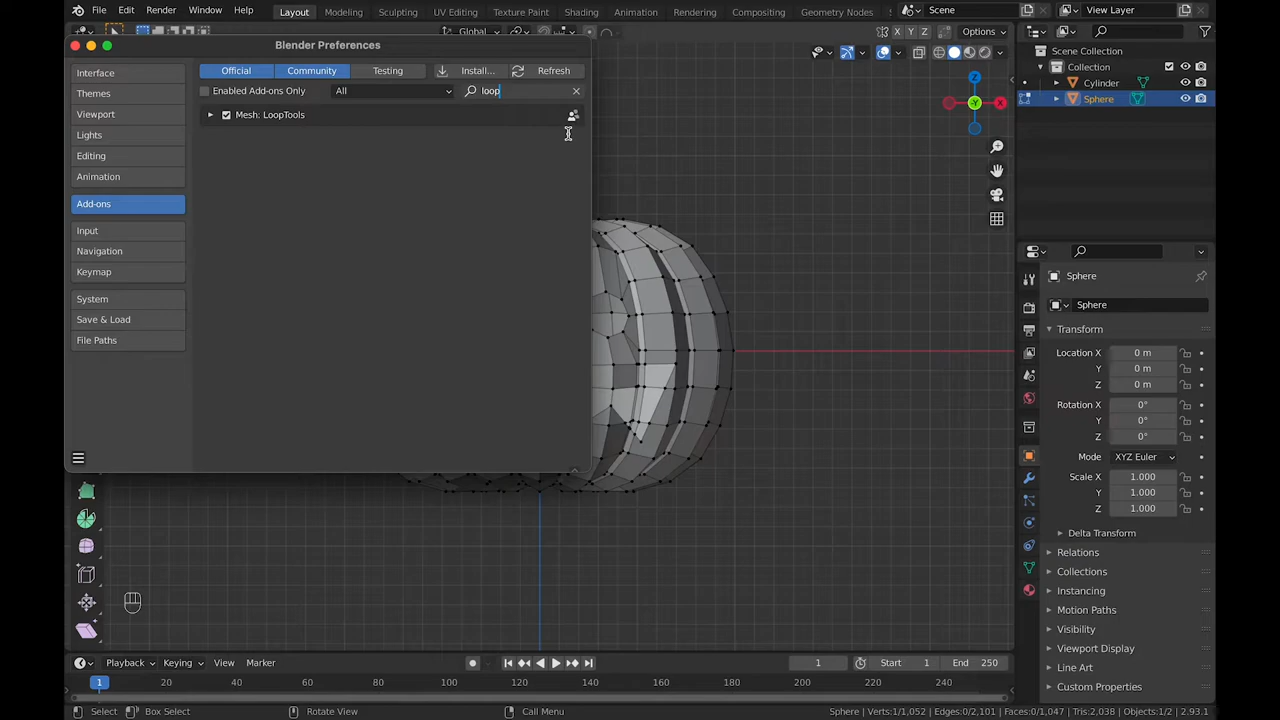 File Edit Render Window Help Layout Modeling Sculpting UV Editing Texture Paint Shading Animation Rendering Compositing Geometry Nodes Scene View Layer
Global Options
Blender Preferences
Interface
Themes
Viewport
Lights
Editing
Animation
Add-ons
Input
Navigation
Keymap
System
Save & Load
File Paths
Official Community Testing Install... Refresh
Enabled Add-ons Only All loop
Mesh: LoopTools
Z
-Y
X
X Y Z
Scene Collection
Collection
Cylinder
Sphere
Sphere
Sphere
Transform
Location X 0 m
Y 0 m
Z 0 m
Rotation X 0°
Y 0°
Z 0°
Mode XYZ Euler
Scale X 1.000
Y 1.000
Z 1.000
Delta Transform
Relations
Collections
Instancing
Motion Paths
Visibility
Viewport Display
Line Art
Custom Properties
Playback Keying View Marker 1 Start 1 End 250
1 20 40 60 80 100 120 140 160 180 200 220 240
Select Box Select Rotate View Call Menu Sphere | Verts:1/1,052 | Edges:0/2,101 | Faces:0/1,047 | Tris:2,038 | Objects:1/2 | 2.93.1